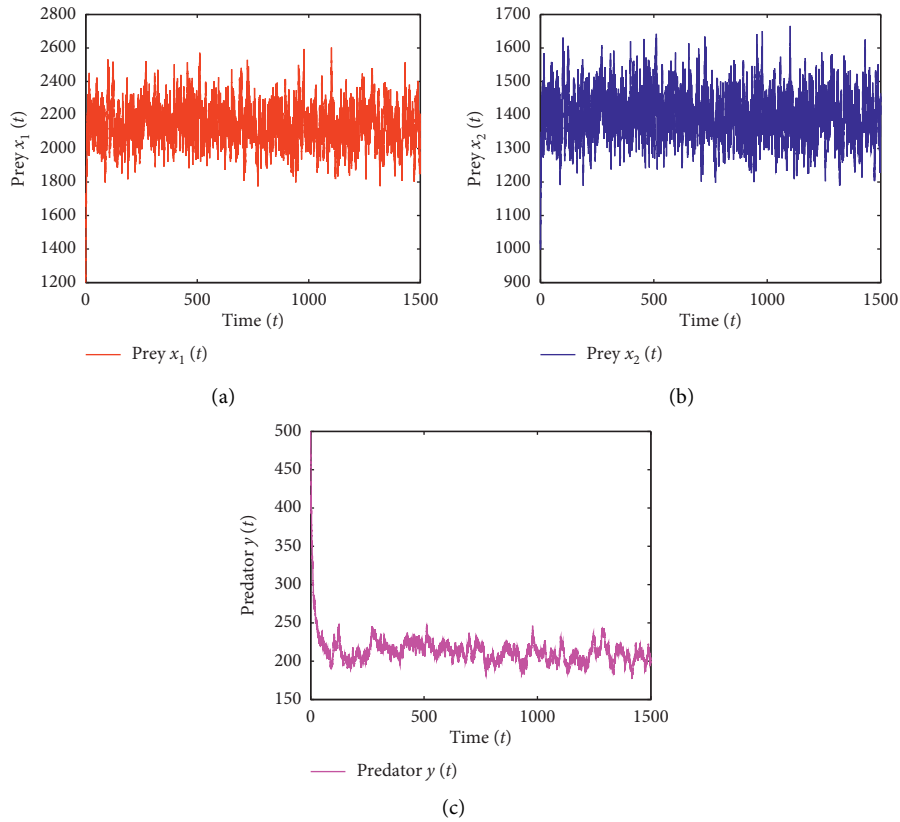 2800
2600
2400
2200
2000
1800
1600
1400
1200
Prey x₁ (t)
0 500 1000 1500
Time (t)
Prey x₁ (t)
(a)
1700
1600
1500
1400
1300
1200
1100
1000
900
Prey x₂ (t)
0 500 1000 1500
Time (t)
Prey x₂ (t)
(b)
500
450
400
350
300
250
200
150
Predator y (t)
0 500 1000 1500
Time (t)
Predator y (t)
(c)